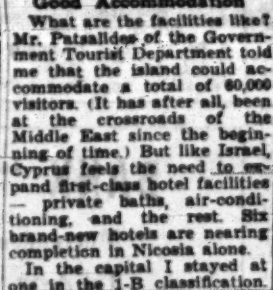 Good Accommodation
What are the facilities like?
Mr. Patsalides of the Govern-
ment Tourist Department told
me that the island could ac-
commodate a total of 60,000
visitors. (It has after all, been
at the crossroads of the
Middle East since the begin-
ning of time.) But like Israel,
Cyprus feels the need to ex-
pand first-class hotel facilities
— private baths, air-condi-
tioning, and the rest. Six
brand-new hotels are nearing
completion in Nicosia alone.
In the capital I stayed at
one in the 1-B classification.